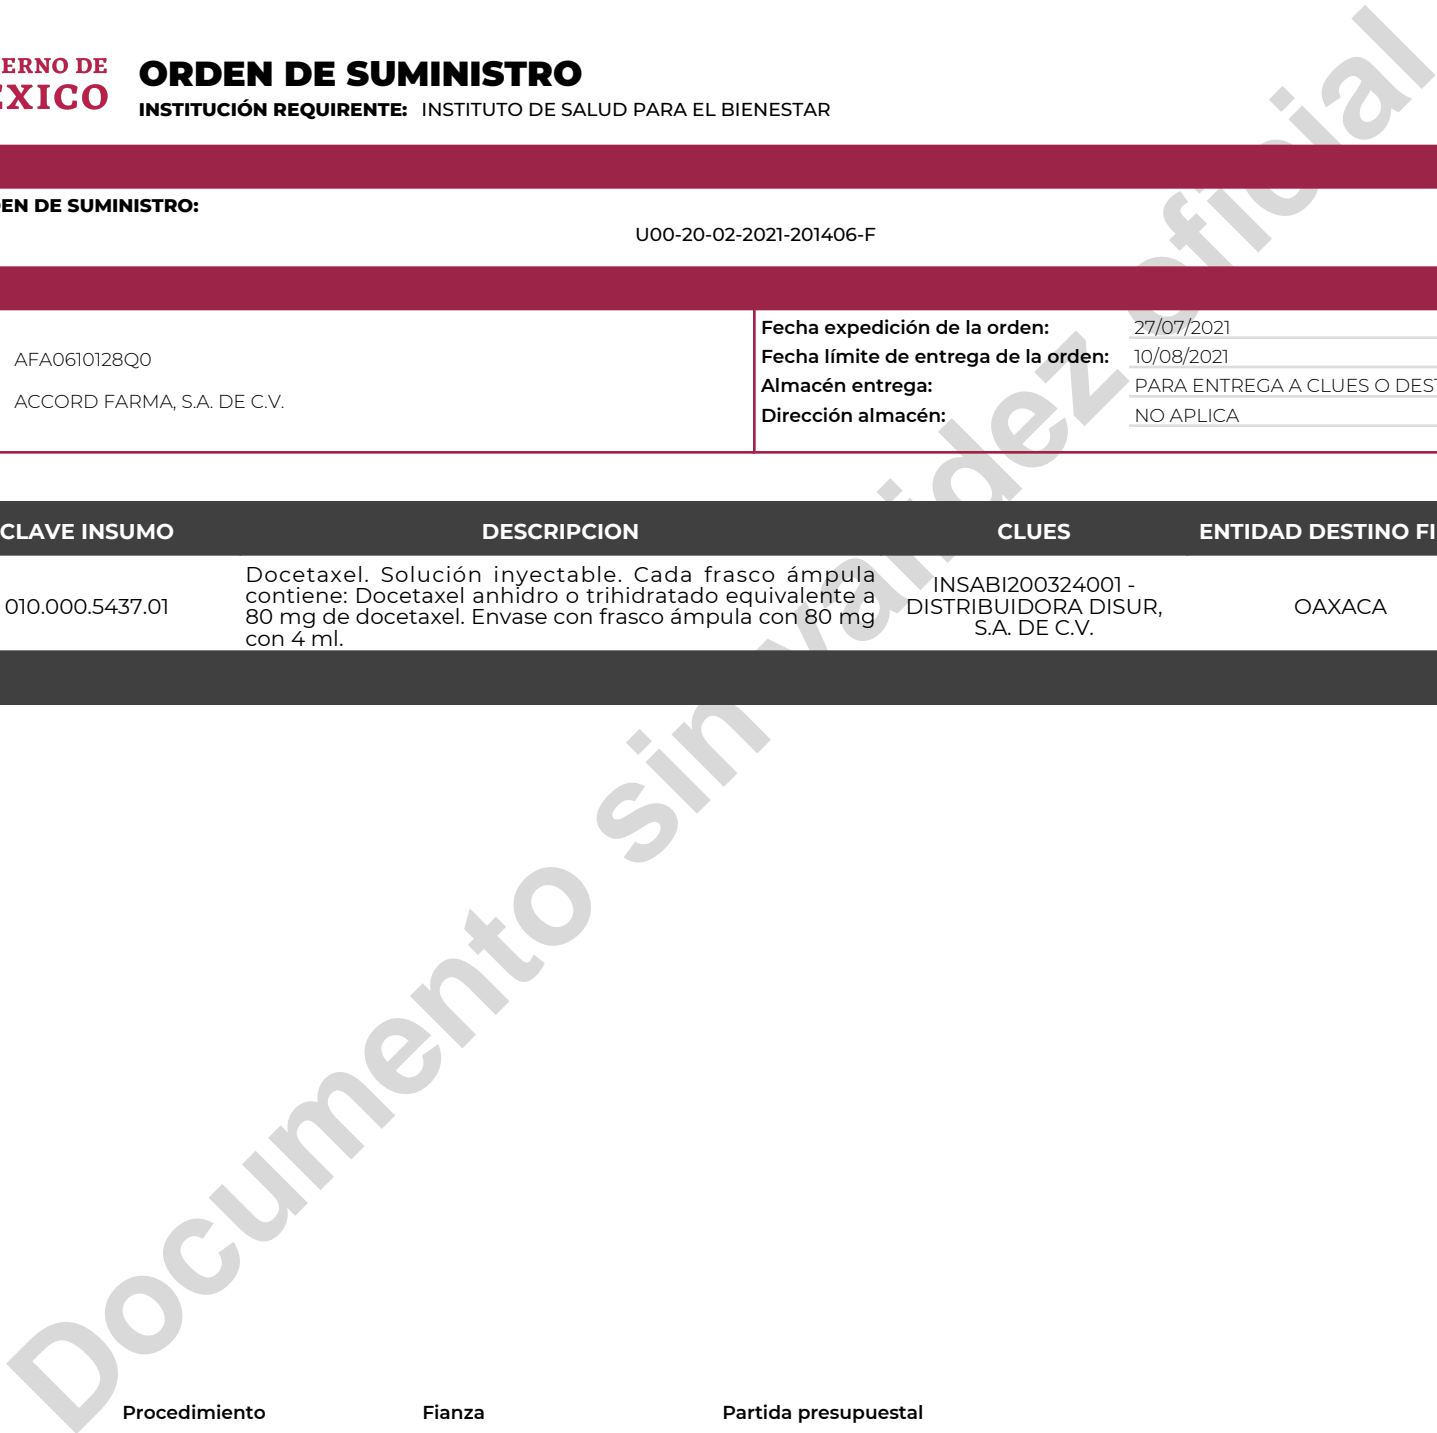 ERNO DE
ÉXICO
ORDEN DE SUMINISTRO
INSTITUCIÓN REQUIRENTE: INSTITUTO DE SALUD PARA EL BIENESTAR
EN DE SUMINISTRO:
U00-20-02-2021-201406-F
AFA0610128Q0
ACCORD FARMA, S.A. DE C.V.
Fecha expedición de la orden: 27/07/2021
Fecha límite de entrega de la orden: 10/08/2021
Almacén entrega: PARA ENTREGA A CLUES O DEST
Dirección almacén: NO APLICA
CLAVE INSUMO DESCRIPCION CLUES ENTIDAD DESTINO FI
010.000.5437.01
Docetaxel. Solución inyectable. Cada frasco ámpula
contiene: Docetaxel anhidro o trihidratado equivalente a
80 mg de docetaxel. Envase con frasco ámpula con 80 mg
con 4 ml.
INSABI200324001 -
DISTRIBUIDORA DISUR,
S.A. DE C.V.
OAXACA
Documento sin validez oficial
Procedimiento Fianza Partida presupuestal